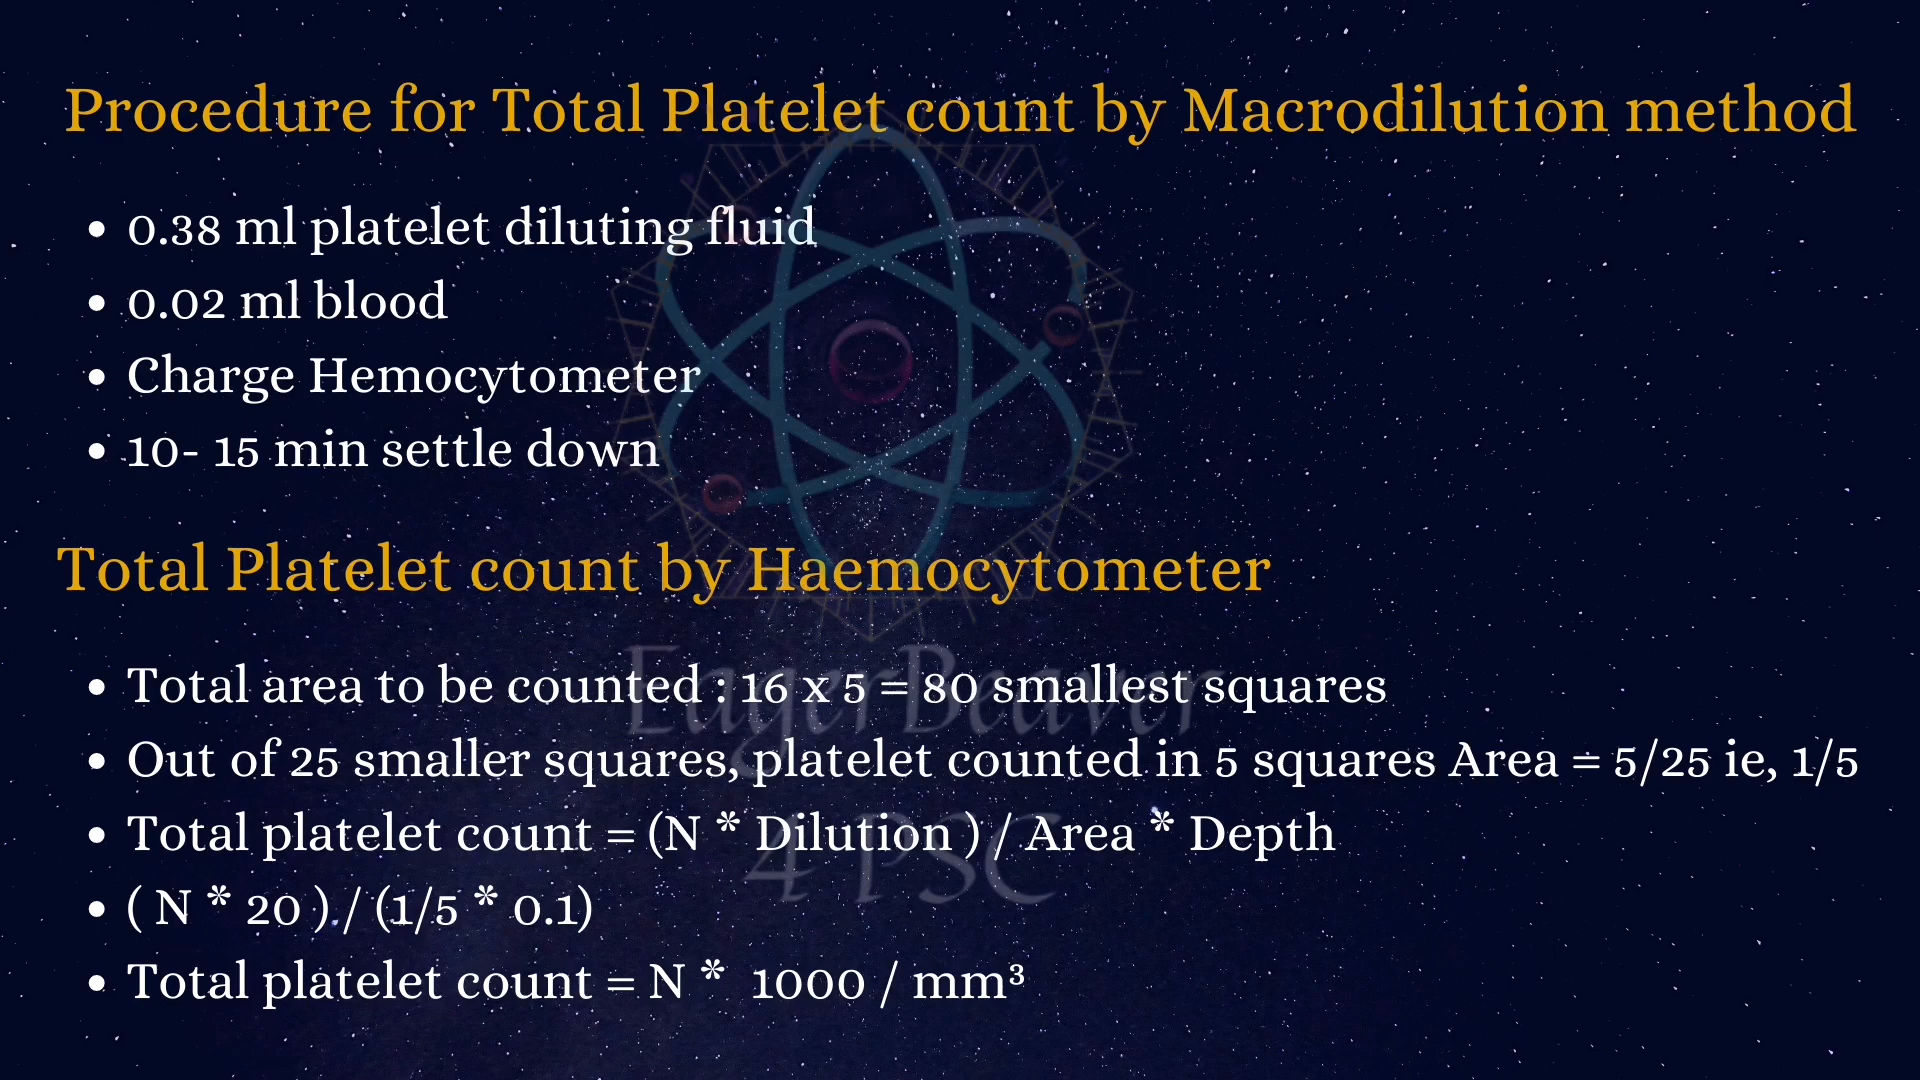 Procedure for Total Platelet count by Macrodilution method
• 0.38 ml platelet diluting fluid
• 0.02 ml blood
• Charge Hemocytometer
• 10- 15 min settle down
Total Platelet count by Haemocytometer
• Total area to be counted : 16 x 5 = 80 smallest squares
• Out of 25 smaller squares, platelet counted in 5 squares Area = 5/25 ie, 1/5
• Total platelet count = (N * Dilution ) / Area * Depth
• ( N * 20 ) / (1/5 * 0.1)
• Total platelet count = N *  1000 / mm³
EagerBeaver
4 PSC